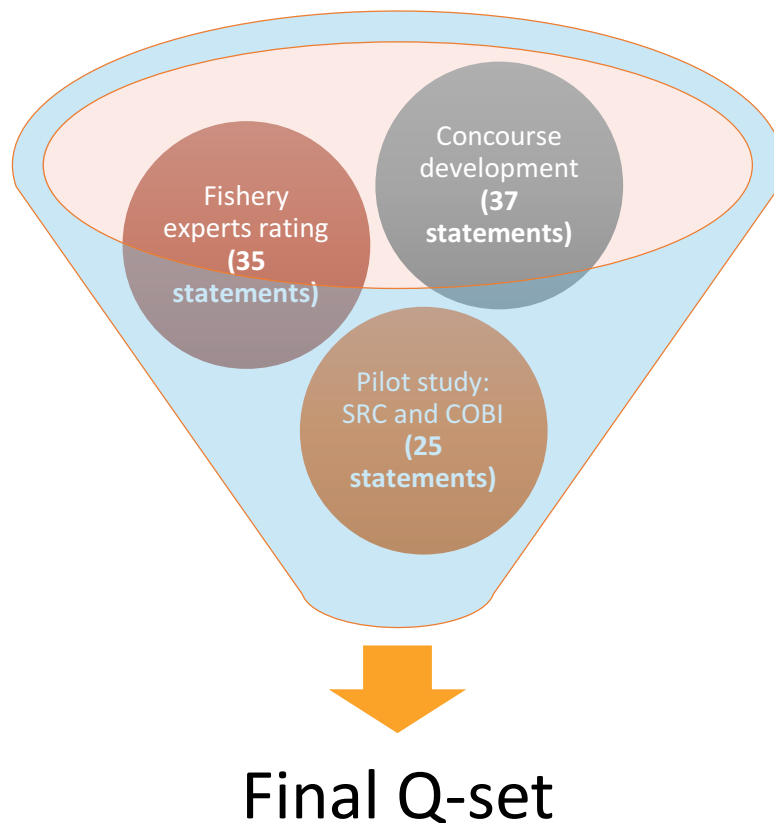 Concourse
development
(37
statements)
Fishery
experts rating
(35
statements)
Pilot study:
SRC and COBI
(25
statements)
Final Q-set